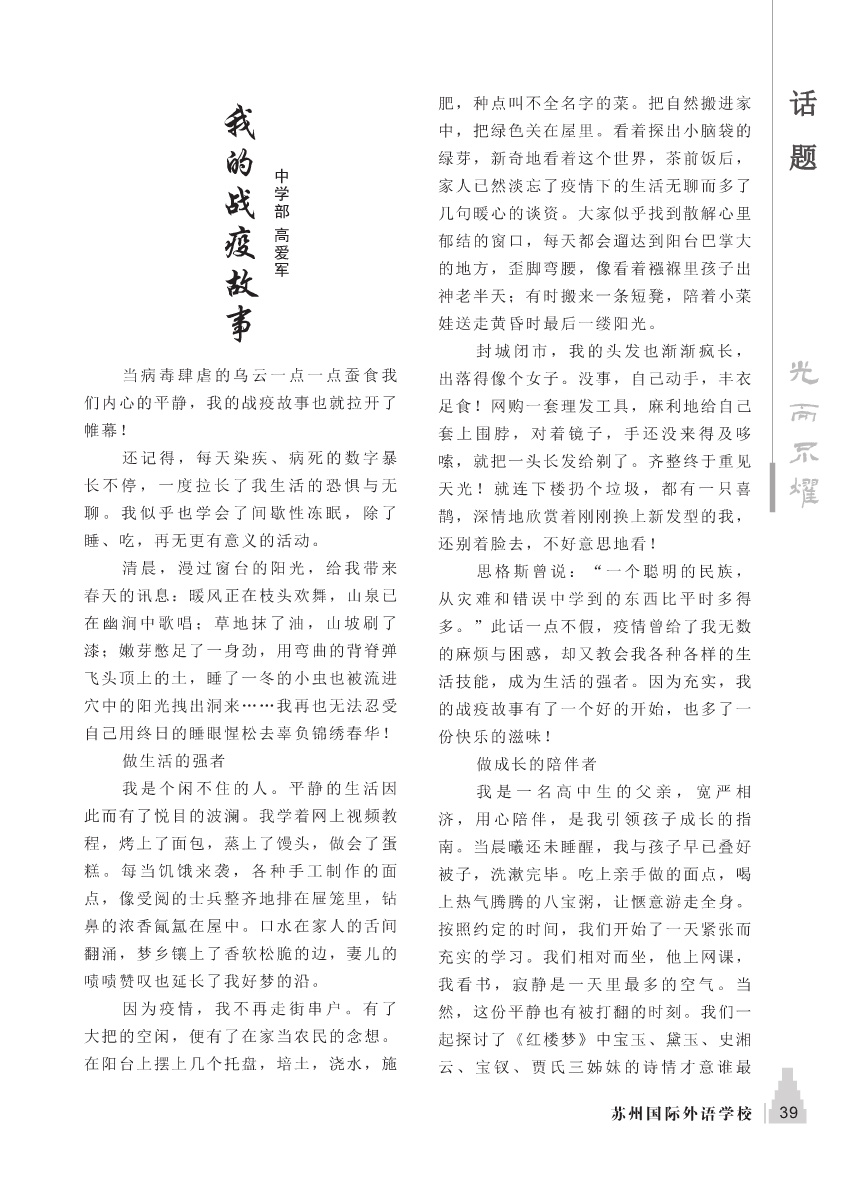 我的战疫故事
中学部 高爱军
当病毒肆虐的乌云一点一点蚕食我
们内心的平静，我的战疫故事也就拉开了
帷幕！
还记得，每天染疾、病死的数字暴
长不停，一度拉长了我生活的恐惧与无
聊。我似乎也学会了间歇性冻眠，除了
睡、吃，再无更有意义的活动。
清晨，漫过窗台的阳光，给我带来
春天的讯息：暖风正在枝头欢舞，山泉已
在幽涧中歌唱；草地抹了油，山坡刷了
漆；嫩芽憋足了一身劲，用弯曲的背脊弹
飞头顶上的土，睡了一冬的小虫也被流进
穴中的阳光拽出洞来……我再也无法忍受
自己用终日的睡眼惺松去辜负锦绣春华！
做生活的强者
我是个闲不住的人。平静的生活因
此而有了悦目的波澜。我学着网上视频教
程，烤上了面包，蒸上了馒头，做会了蛋
糕。每当饥饿来袭，各种手工制作的面
点，像受阅的士兵整齐地排在屉笼里，钻
鼻的浓香氤氲在屋中。口水在家人的舌间
翻涌，梦乡镶上了香软松脆的边，妻儿的
啧啧赞叹也延长了我好梦的沿。
因为疫情，我不再走街串户。有了
大把的空闲，便有了在家当农民的念想。
在阳台上摆上几个托盘，培土，浇水，施
肥，种点叫不全名字的菜。把自然搬进家
中，把绿色关在屋里。看着探出小脑袋的
绿芽，新奇地看着这个世界，茶前饭后，
家人已然淡忘了疫情下的生活无聊而多了
几句暖心的谈资。大家似乎找到散解心里
郁结的窗口，每天都会遛达到阳台巴掌大
的地方，歪脚弯腰，像看着襁褓里孩子出
神老半天；有时搬来一条短凳，陪着小菜
娃送走黄昏时最后一缕阳光。
封城闭市，我的头发也渐渐疯长，
出落得像个女子。没事，自己动手，丰衣
足食！网购一套理发工具，麻利地给自己
套上围脖，对着镜子，手还没来得及哆
嗦，就把一头长发给剃了。齐整终于重见
天光！就连下楼扔个垃圾，都有一只喜
鹊，深情地欣赏着刚刚换上新发型的我，
还别着脸去，不好意思地看！
恩格斯曾说：“一个聪明的民族，
从灾难和错误中学到的东西比平时多得
多。”此话一点不假，疫情曾给了我无数
的麻烦与困惑，却又教会我各种各样的生
活技能，成为生活的强者。因为充实，我
的战疫故事有了一个好的开始，也多了一
份快乐的滋味！
做成长的陪伴者
我是一名高中生的父亲，宽严相
济，用心陪伴，是我引领孩子成长的指
南。当晨曦还未睡醒，我与孩子早已叠好
被子，洗漱完毕。吃上亲手做的面点，喝
上热气腾腾的八宝粥，让惬意游走全身。
按照约定的时间，我们开始了一天紧张而
充实的学习。我们相对而坐，他上网课，
我看书，寂静是一天里最多的空气。当
然，这份平静也有被打翻的时刻。我们一
起探讨了《红楼梦》中宝玉、黛玉、史湘
云、宝钗、贾氏三姊妹的诗情才意谁最
话题
光而不耀
苏州国际外语学校
39